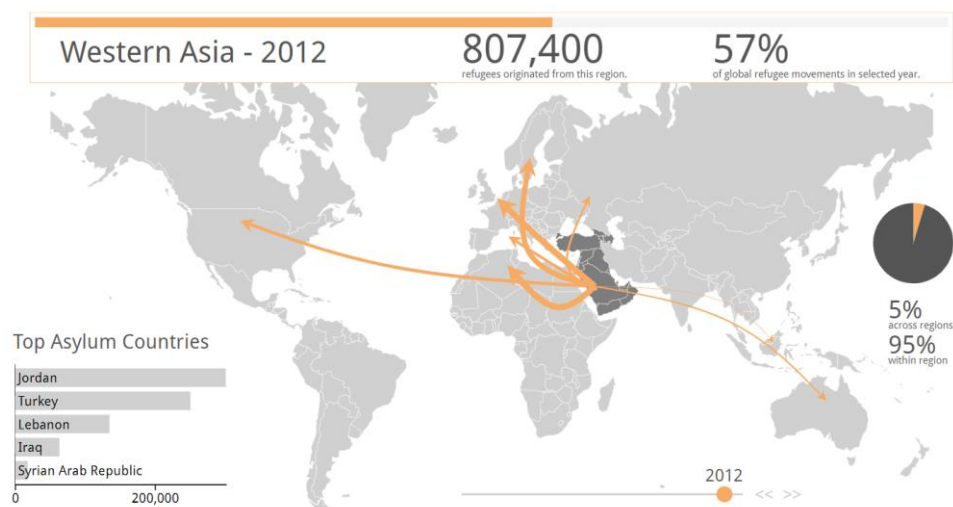 Western Asia - 2012
807,400
refugees originated from this region.
57%
of global refugee movements in selected year.
5%
across regions
95%
within region
Top Asylum Countries
Jordan
Turkey
Lebanon
Iraq
Syrian Arab Republic
0
200,000
2012
<< >>